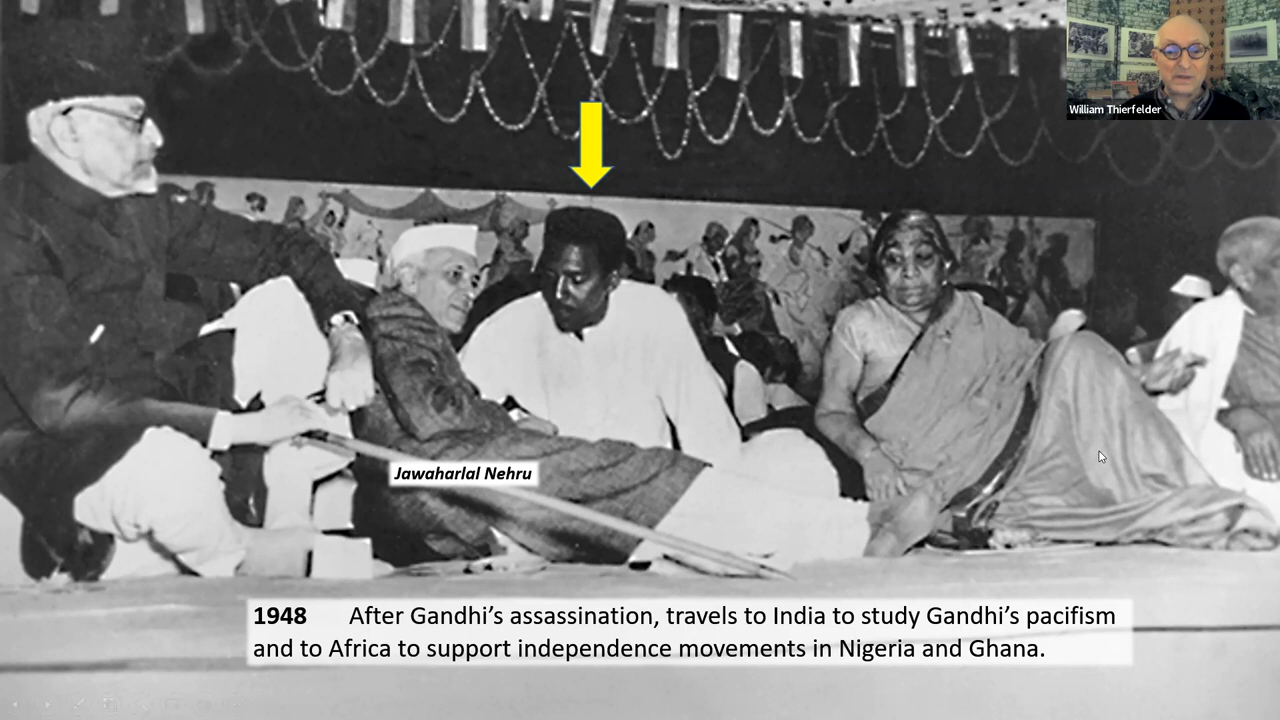 William Thierfelder
Jawaharlal Nehru
1948 After Gandhi’s assassination, travels to India to study Gandhi’s pacifism
and to Africa to support independence movements in Nigeria and Ghana.